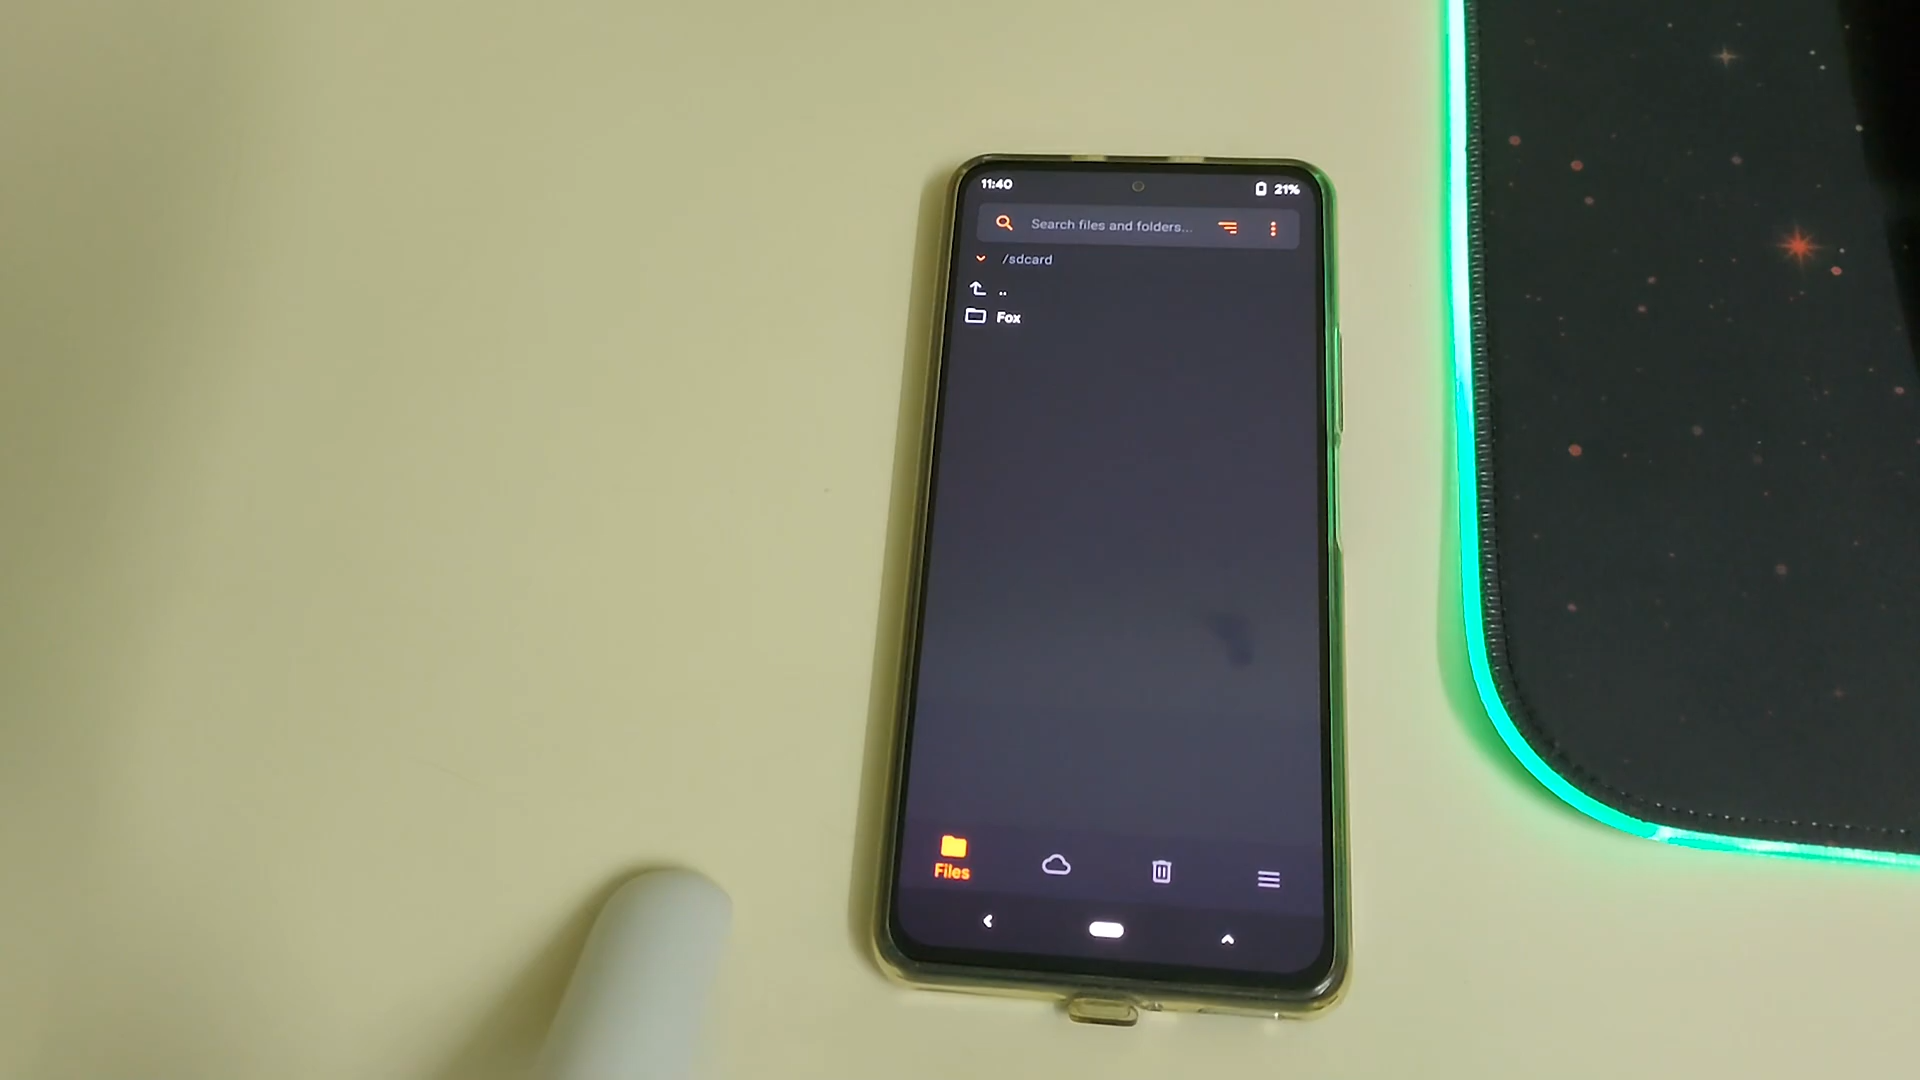 11:40 21%
Search files and folders...
/sdcard
..
Fox
Files